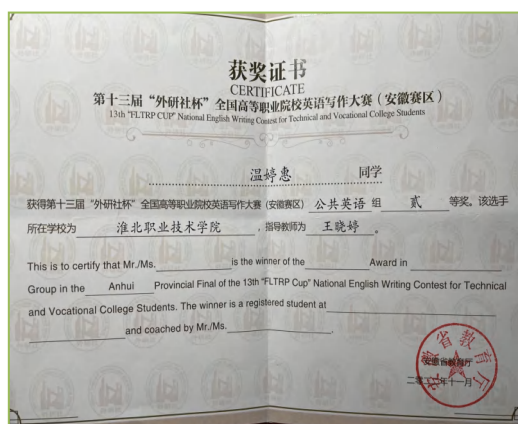 获奖证书
CERTIFICATE
第十三届“外研社杯”全国高等职业院校英语写作大赛（安徽赛区）
13th "FLTRP CUP" National English Writing Contest for Technical and Vocational College Students
温婷惠 同学
获得第十三届“外研社杯”全国高等职业院校英语写作大赛（安徽赛区） 公共英语 组 贰 等奖。该选手
所在学校为 淮北职业技术学院 ，指导教师为 王晓婷 。
This is to certify that Mr./Ms. is the winner of the Award in
Group in the Anhui Provincial Final of the 13th "FLTRP Cup" National English Writing Contest for Technical
and Vocational College Students. The winner is a registered student at
and coached by Mr./Ms. .
安徽省教育厅
年十一月